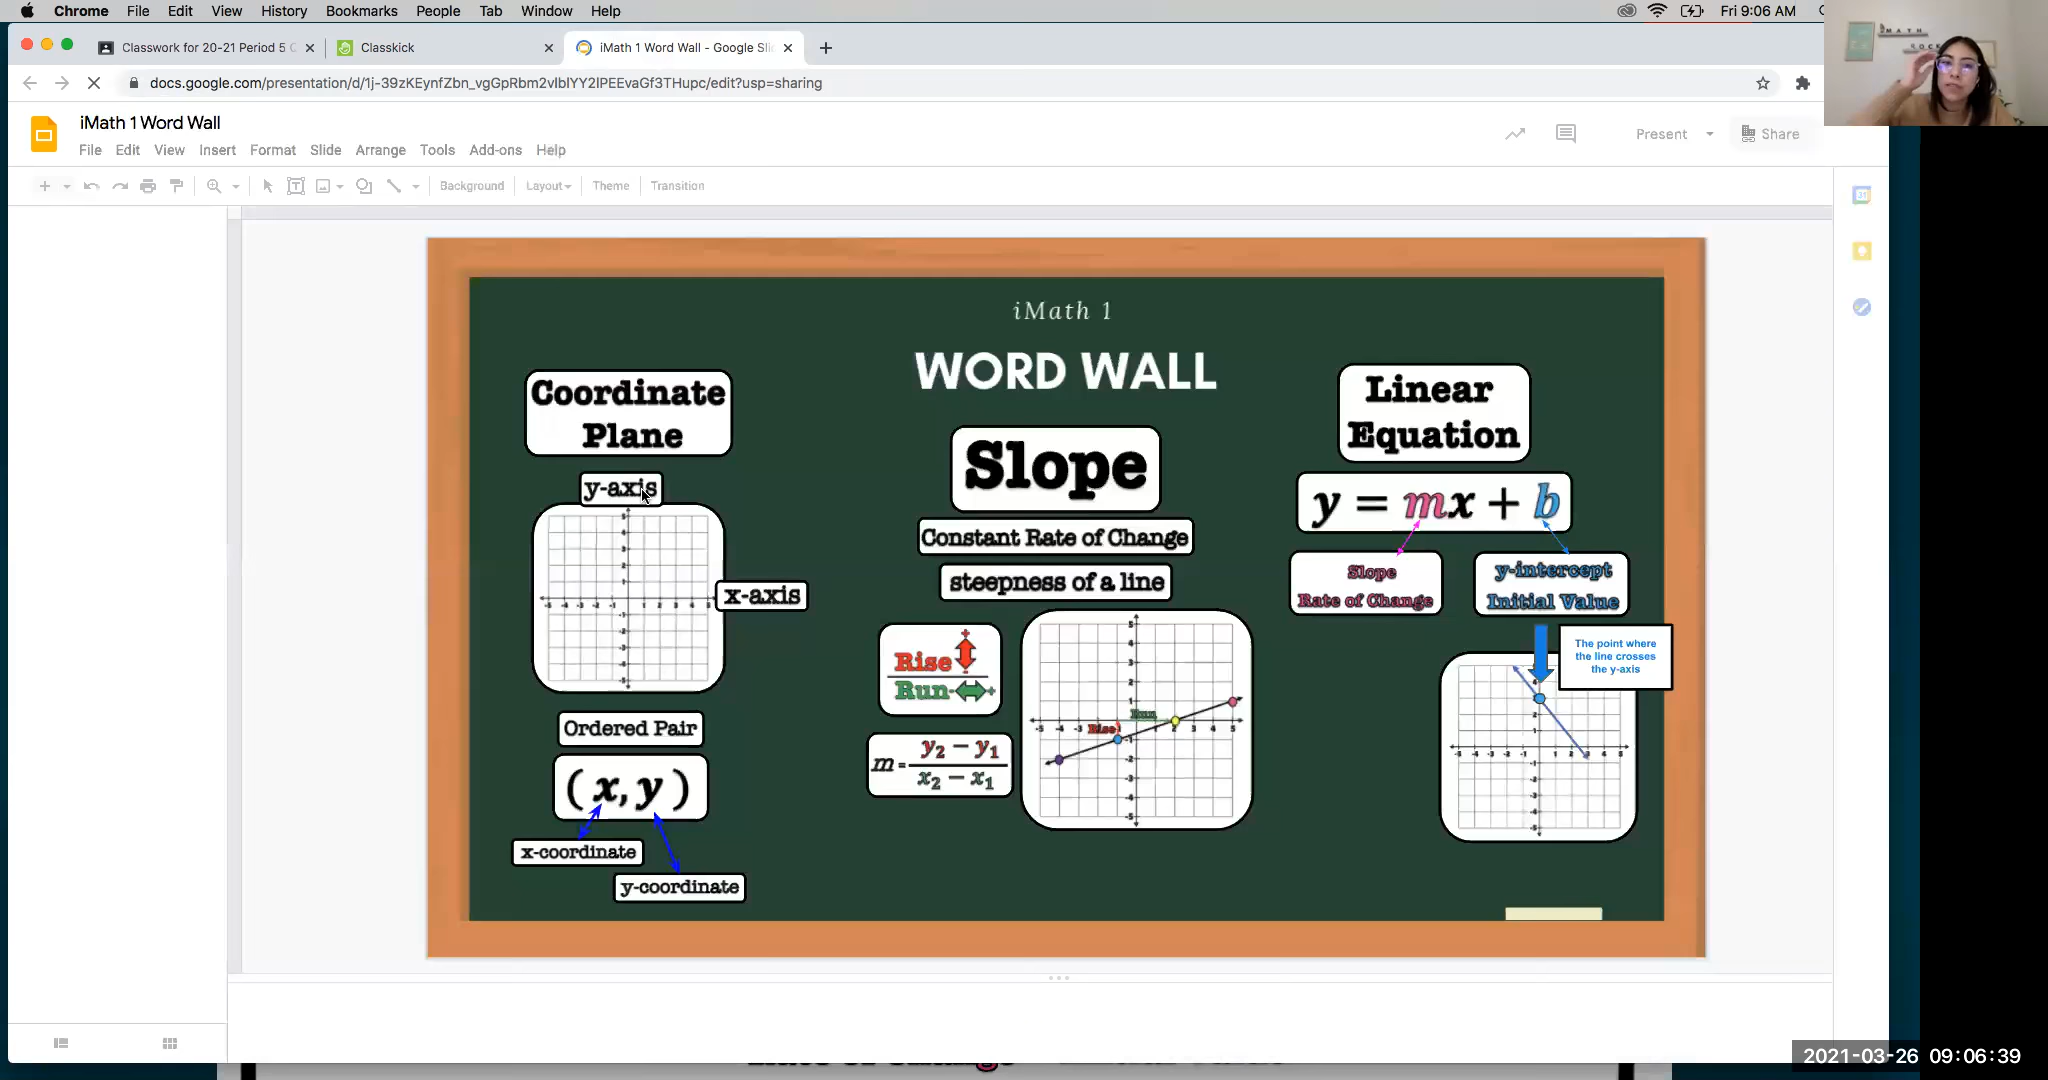 Chrome File Edit View History Bookmarks People Tab Window Help
Fri 9:06 AM
Classwork for 20-21 Period 5
Classkick
iMath 1 Word Wall - Google Sli
docs.google.com/presentation/d/1j-39zKEynfZbn_vgGpRbm2vIblYY2lPEEvaGf3THupc/edit?usp=sharing
iMath 1 Word Wall
File Edit View Insert Format Slide Arrange Tools Add-ons Help
Present
Share
Background Layout Theme Transition
MATH
ROCK
iMath 1
WORD WALL
Coordinate
Plane
y-axis
x-axis
Ordered Pair
( x, y )
x-coordinate
y-coordinate
Slope
Constant Rate of Change
steepness of a line
Rise
Run
m = y2 − y1
x2 − x1
Rise
Run
Linear
Equation
y = mx + b
Slope
Rate of Change
y-intercept
Initial Value
The point where
the line crosses
the y-axis
2021-03-26 09:06:39